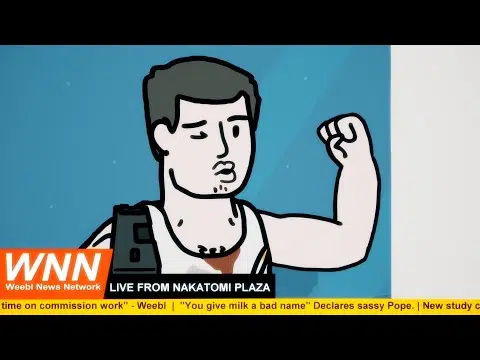 WNN
Weebl News Network
LIVE FROM NAKATOMI PLAZA
time on commission work" - Weebl | "You give milk a bad name" Declares sassy Pope. | New study c